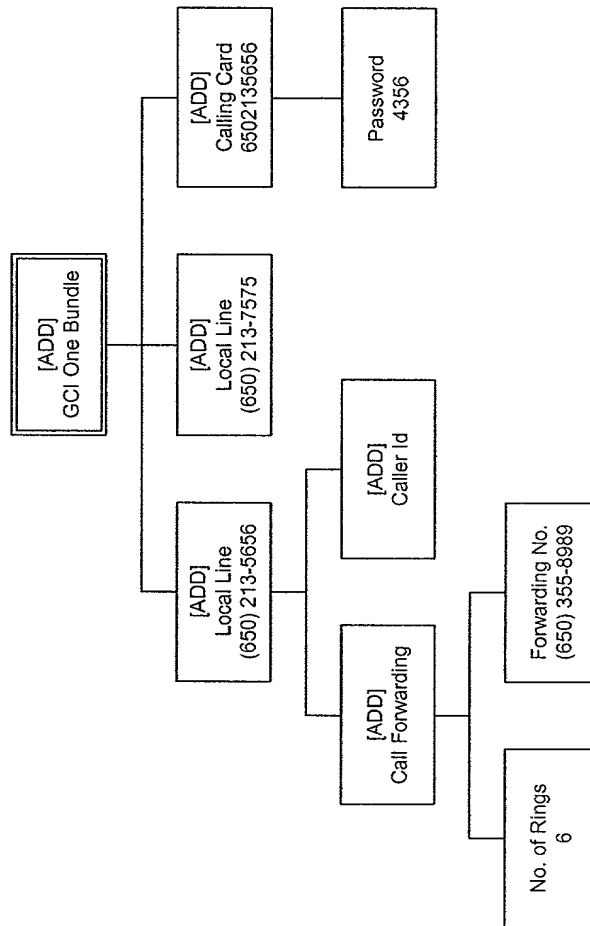 [ADD]
GCI One Bundle
[ADD]
Local Line
(650) 213-5656
[ADD]
Local Line
(650) 213-7575
[ADD]
Calling Card
6502135656
[ADD]
Call Forwarding
[ADD]
Caller Id
Password
4356
No. of Rings
6
Forwarding No.
(650) 355-8989